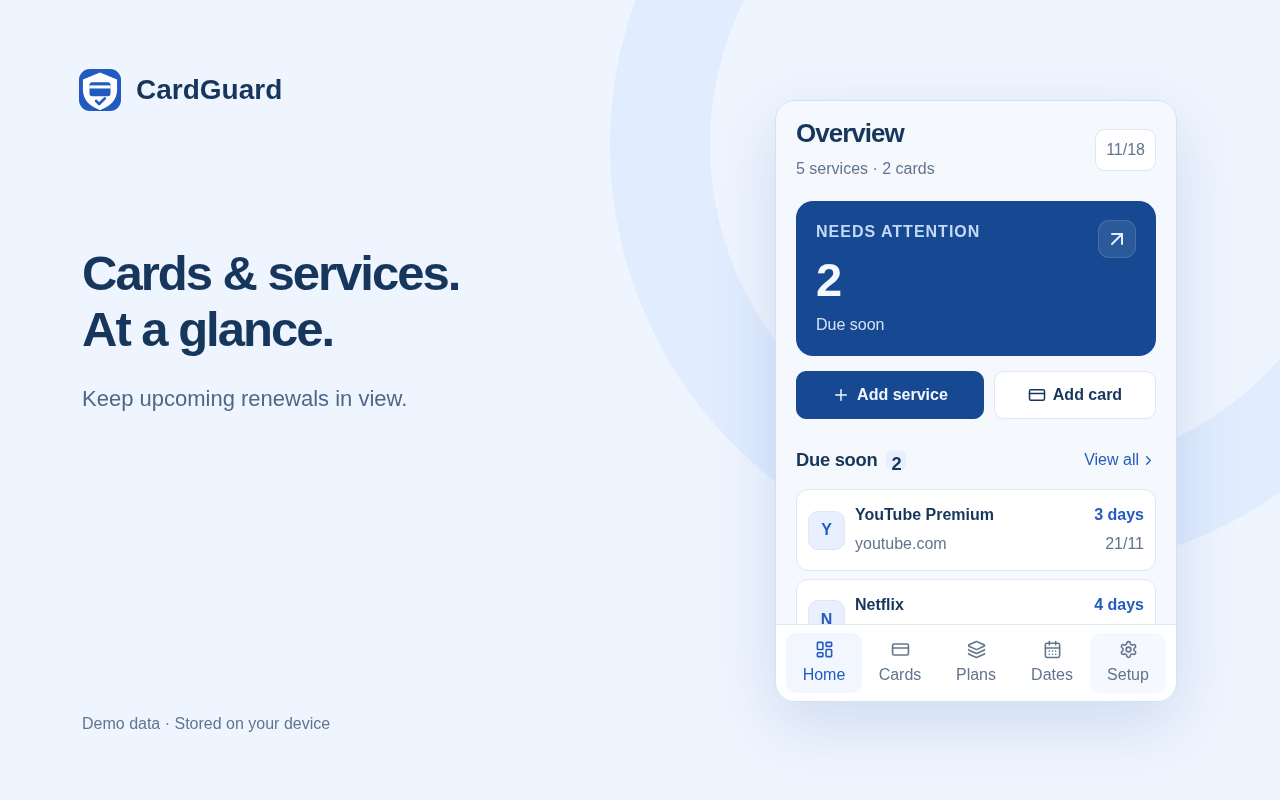 CardGuard
Cards & services.
At a glance.
Keep upcoming renewals in view.
Demo data · Stored on your device
Overview
5 services · 2 cards
11/18
NEEDS ATTENTION
2
Due soon
Add service
Add card
Due soon 2
View all
Y
YouTube Premium
3 days
youtube.com
21/11
N
Netflix
4 days
Home
Cards
Plans
Dates
Setup